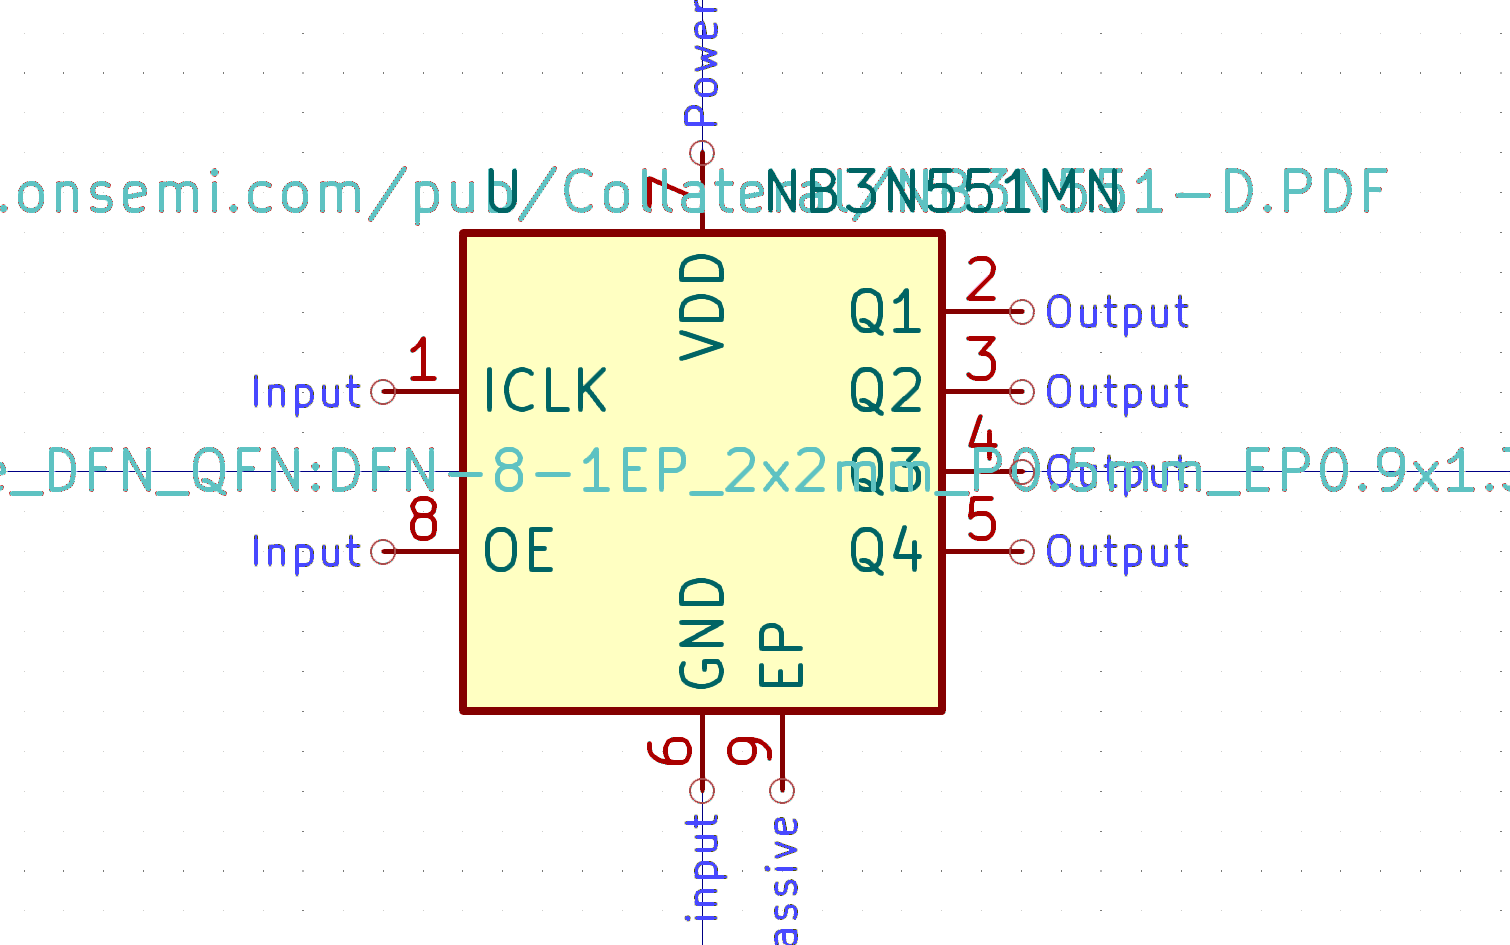 Power
.onsemi.com/pub/Collateral/NB3N551-D.PDF
U
NB3N551MN
7
VDD
Q1 2 Output
Input 1 ICLK
Q2 3 Output
Q3 4 Output
_DFN_QFN:DFN-8-1EP_2x2mm_P0.5mm_EP0.9x1.3
Input 8 OE
Q4 5 Output
GND
EP
6
9
input
assive